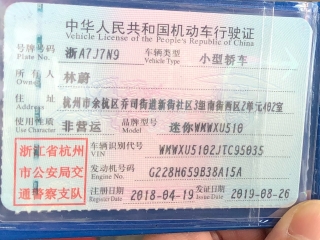 中华人民共和国机动车行驶证
Vehicle License of the People's Republic of China
号牌号码 浙A7J7N9 车辆类型 小型轿车
Plate No. Vehicle Type
所有人 林蔚
Owner
住址 杭州市余杭区乔司街道新街社区3组南街西区2单元402室
Address
使用性质 非营运 品牌型号 迷你WMWXU510
Use Character Model
浙江省杭州
市公安局交
通警察支队
车辆识别代号 WMWXU5102JTC95035
VIN
发动机号码 G228H659B38A15A
Engine No.
注册日期 2018-04-19 发证日期 2019-08-26
Register Date Issue Date